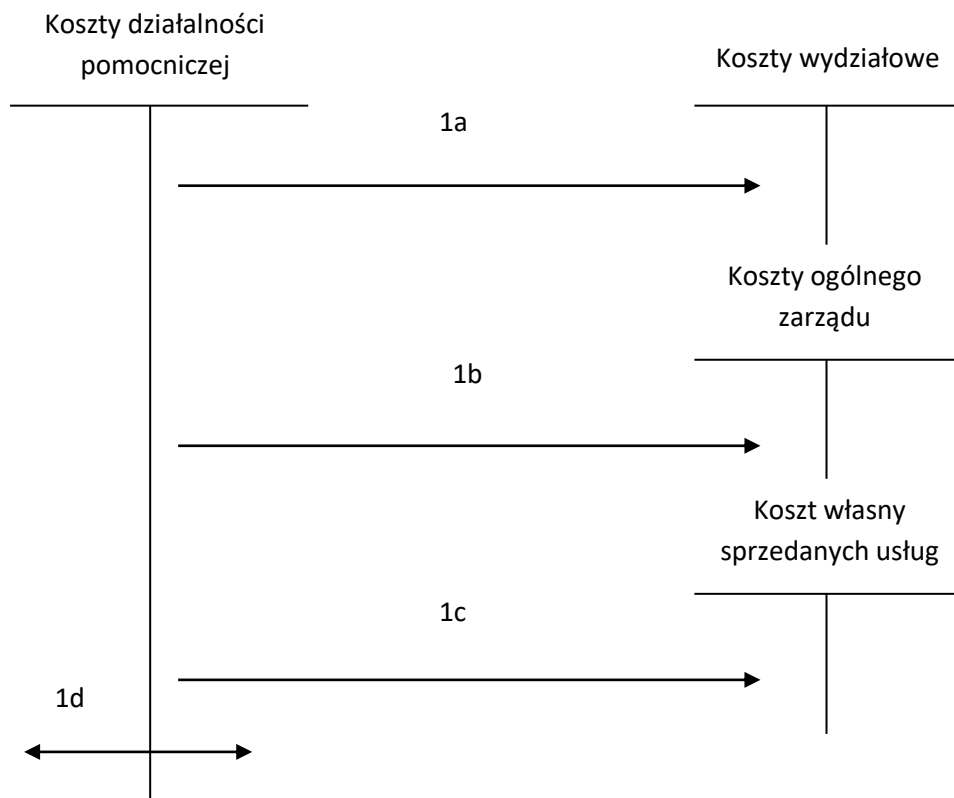 Koszty działalności
pomocniczej
Koszty wydziałowe
1a
Koszty ogólnego
zarządu
1b
Koszt własny
sprzedanych usług
1c
1d